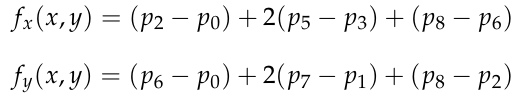 f_x(x, y) = (p_2 − p_0) + 2(p_5 − p_3) + (p_8 − p_6)
f_y(x, y) = (p_6 − p_0) + 2(p_7 − p_1) + (p_8 − p_2)